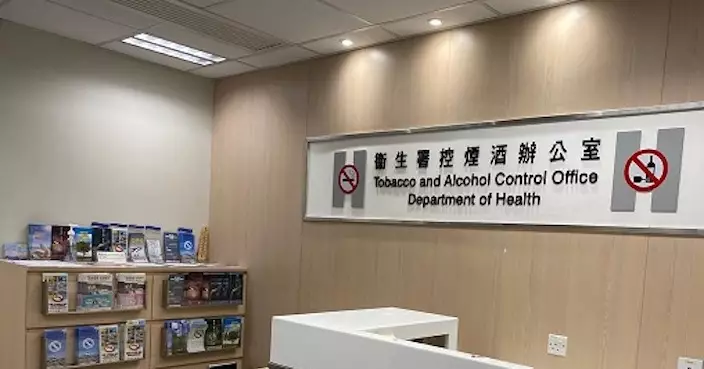 衞生署控煙酒辦公室
Tobacco and Alcohol Control Office
Department of Health